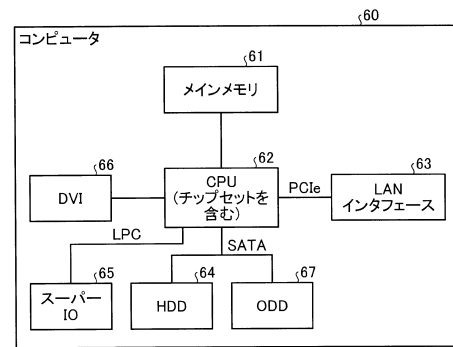 60
コンピュータ
61
メインメモリ
66
DVI
62
CPU
(チップセットを
含む)
PCIe
63
LAN
インタフェース
LPC
SATA
65
スーパー
IO
64
HDD
67
ODD